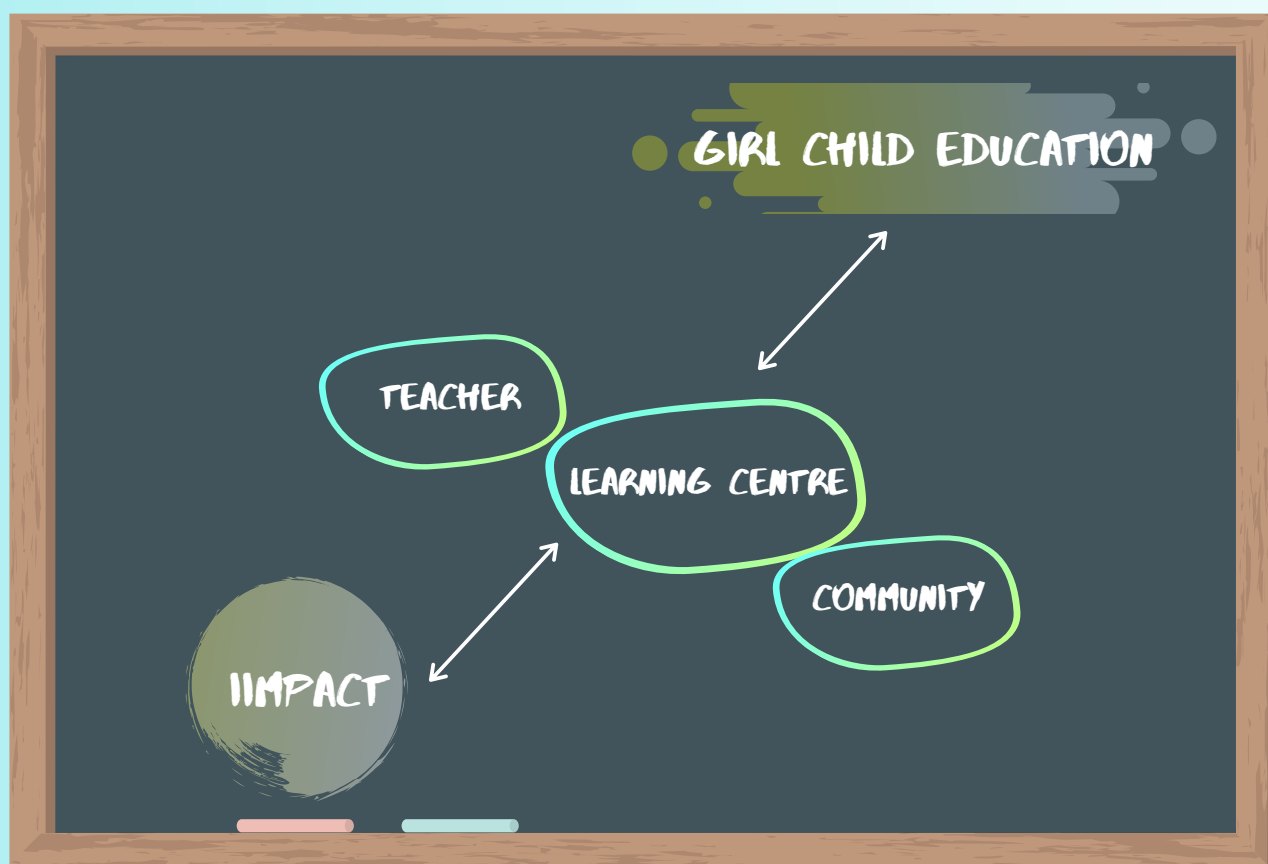 GIRL CHILD EDUCATION
TEACHER
LEARNING CENTRE
COMMUNITY
IIMPACT